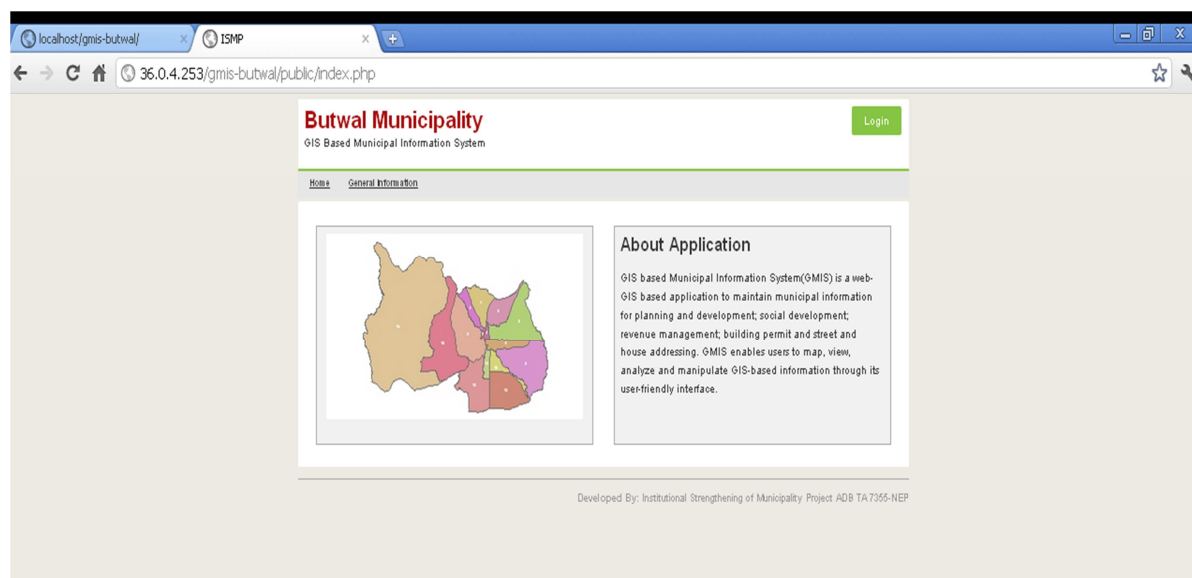 localhost/gmis-butwal/
ISMP
36.0.4.253/gmis-butwal/public/index.php
Butwal Municipality
Login
GIS Based Municipal Information System
Home General Information
About Application
GIS based Municipal Information System(GMIS) is a web-
GIS based application to maintain municipal information
for planning and development; social development;
revenue management; building permit and street and
house addressing. GMIS enables users to map, view,
analyze and manipulate GIS-based information through its
user-friendly interface.
Developed By: Institutional Strengthening of Municipality Project ADB TA 7355-NEP